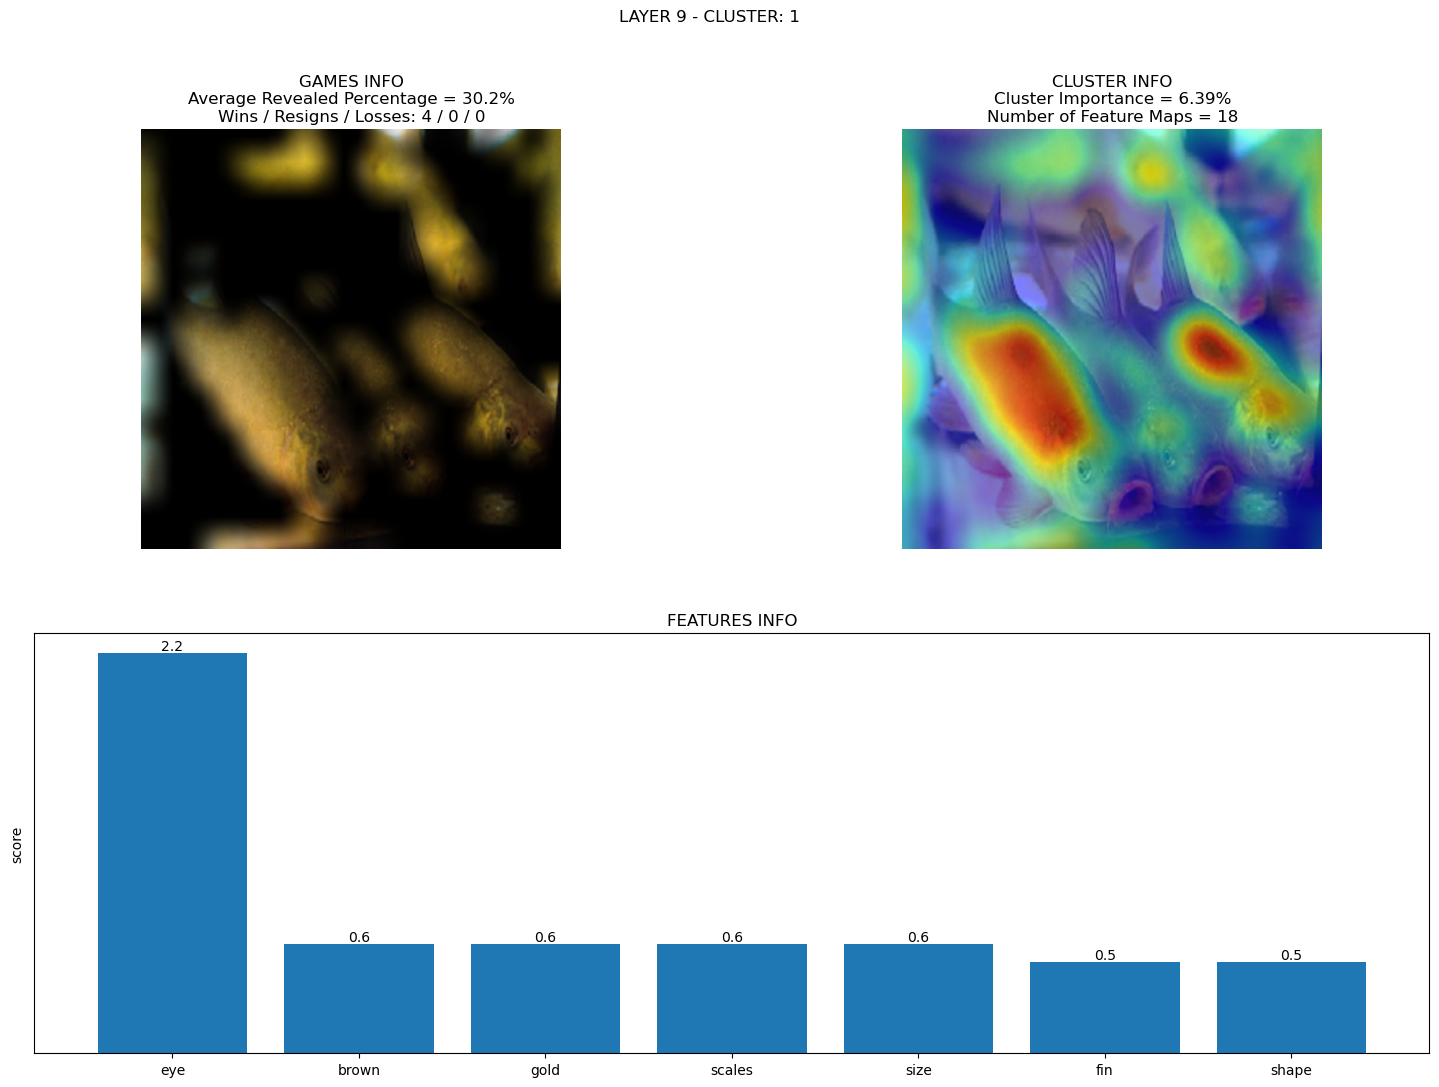 LAYER 9 - CLUSTER: 1
GAMES INFO
Average Revealed Percentage = 30.2%
Wins / Resigns / Losses: 4 / 0 / 0
CLUSTER INFO
Cluster Importance = 6.39%
Number of Feature Maps = 18
FEATURES INFO
score
2.2
0.6
0.6
0.6
0.6
0.5
0.5
eye
brown
gold
scales
size
fin
shape